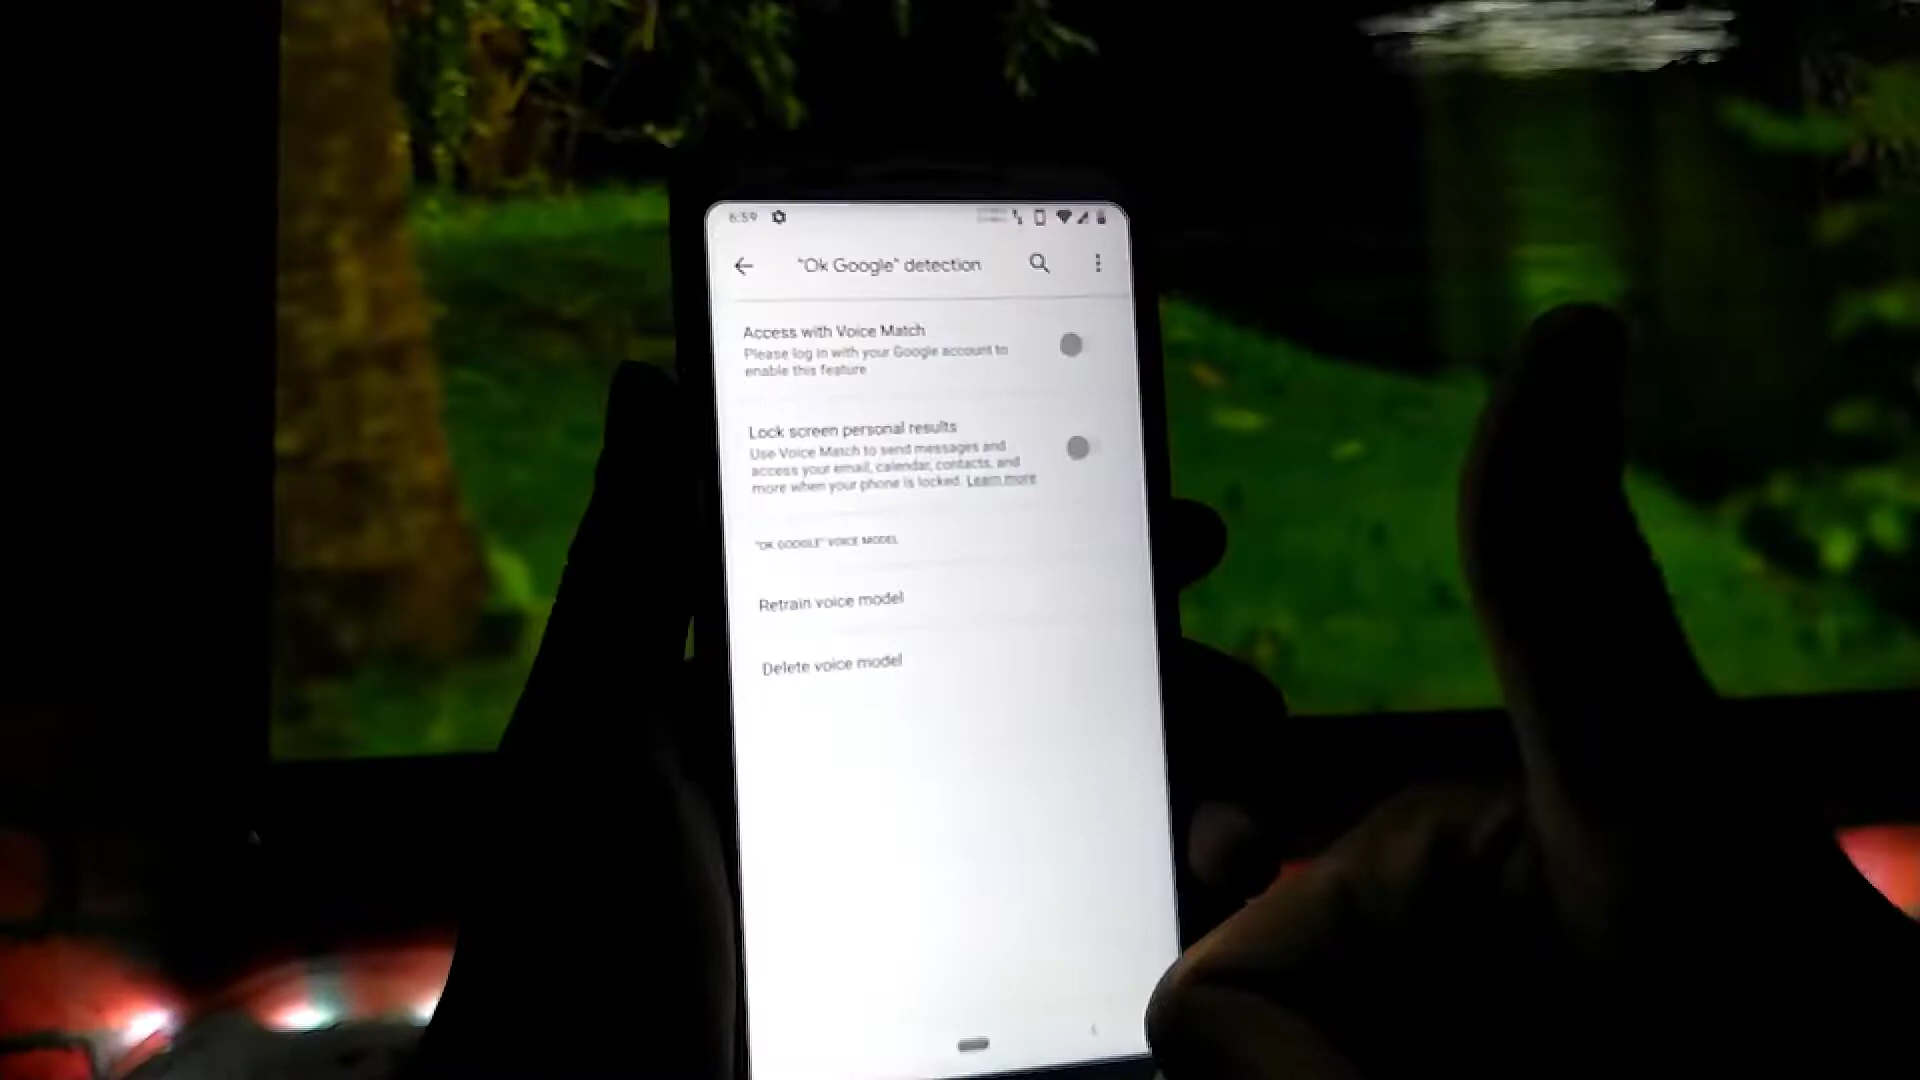 6:59
"Ok Google" detection
Access with Voice Match
Please log in with your Google account to
enable this feature
Lock screen personal results
Use Voice Match to send messages and
access your email, calendar, contacts, and
more when your phone is locked. Learn more
"OK GOOGLE" VOICE MODEL
Retrain voice model
Delete voice model